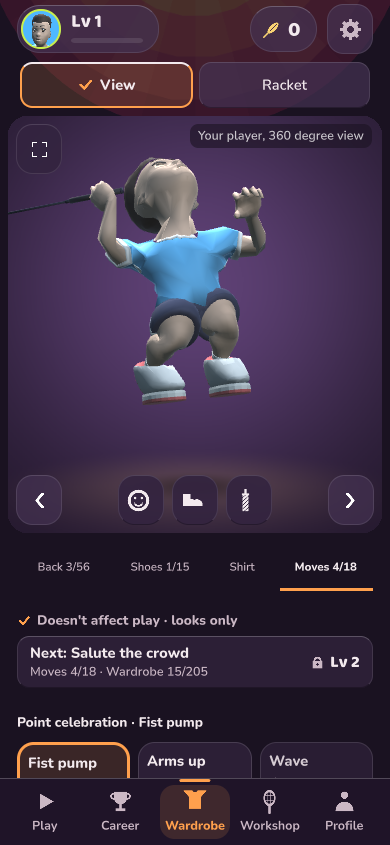 Lv 1
0
View
Racket
Your player, 360 degree view
Back 3/56
Shoes 1/15
Shirt
Moves 4/18
Doesn't affect play · looks only
Next: Salute the crowd
Moves 4/18 · Wardrobe 15/205
Lv 2
Point celebration · Fist pump
Fist pump
Arms up
Wave
Play
Career
Wardrobe
Workshop
Profile